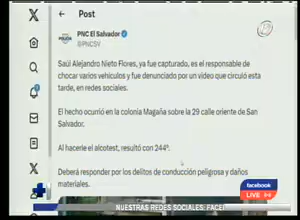 Post
PNC El Salvador
@PNCSV
Saúl Alejandro Nieto Flores, ya fue capturado, es el responsable de
chocar varios vehículos y fue denunciado por un video que circuló esta
tarde, en redes sociales.
El hecho ocurrió en la colonia Magaña sobre la 29 calle oriente de San
Salvador.
Al hacerle el alcotest, resultó con 244°.
Deberá responder por los delitos de conducción peligrosa y daños
materiales.
facebook
LIVE
NUESTRAS REDES SOCIALES: FACE